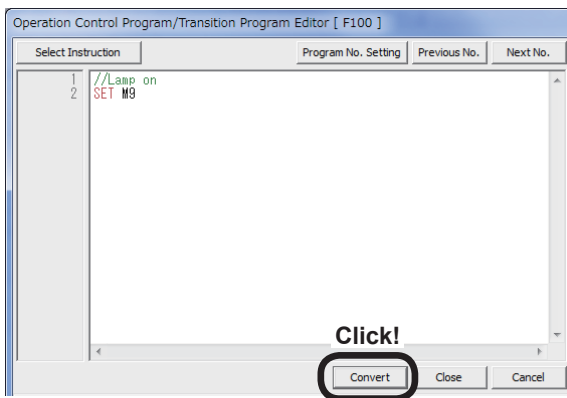 Operation Control Program/Transition Program Editor [ F100 ]
Select Instruction Program No. Setting Previous No. Next No.
1 //Lamp on
2 SET M9
Click!
Convert Close Cancel